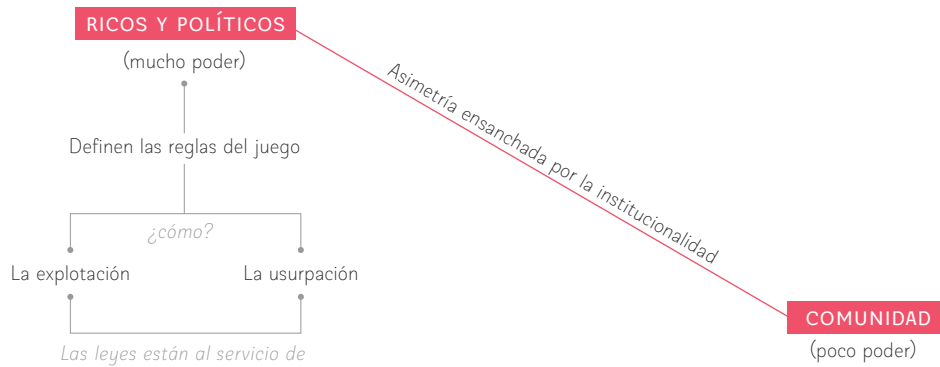 RICOS Y POLÍTICOS
(mucho poder)
Asimetría ensanchada por la institucionalidad
Definen las reglas del juego
¿cómo?
La explotación
La usurpación
Las leyes están al servicio de
COMUNIDAD
(poco poder)